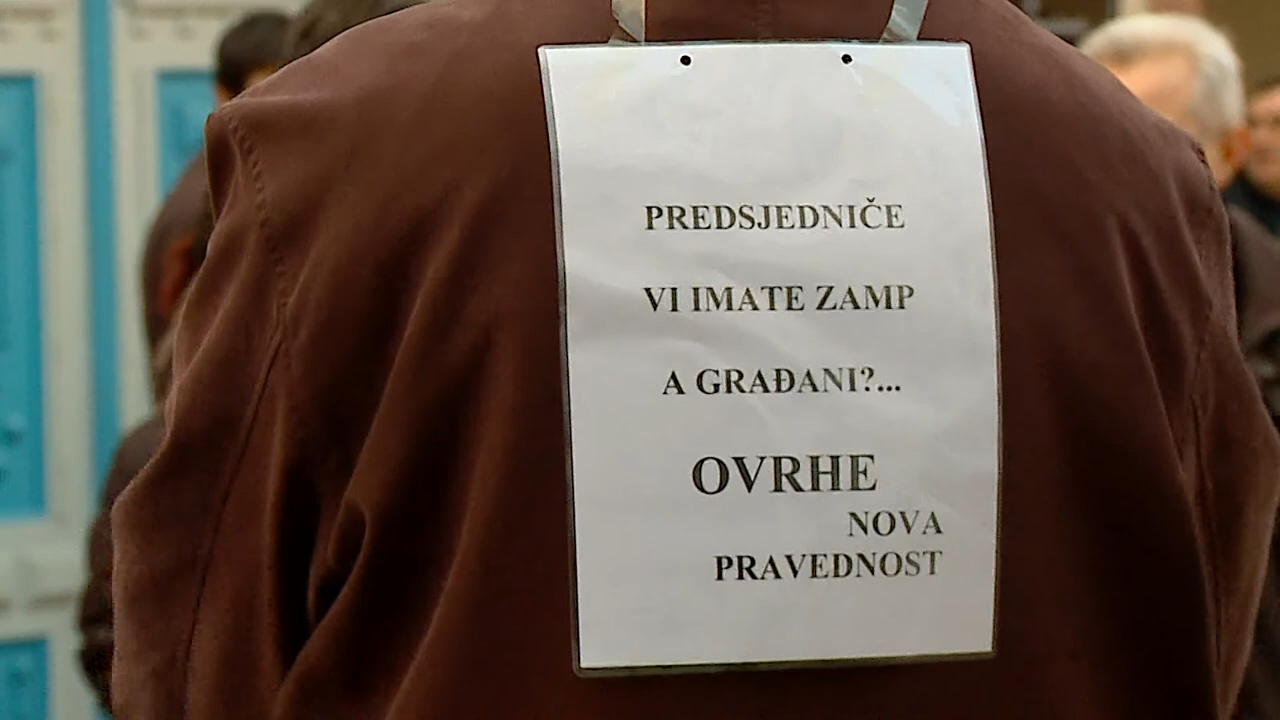 PREDSJEDNIČE
VI IMATE ZAMP
A GRAĐANI?...
OVRHE
NOVA
PRAVEDNOST